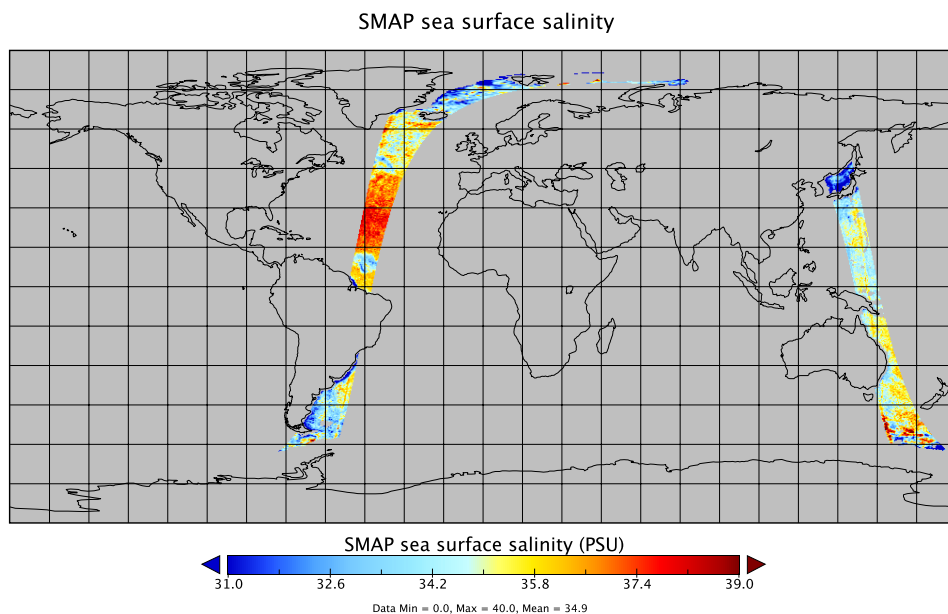 SMAP sea surface salinity
SMAP sea surface salinity (PSU)
31.0 32.6 34.2 35.8 37.4 39.0
Data Min = 0.0, Max = 40.0, Mean = 34.9